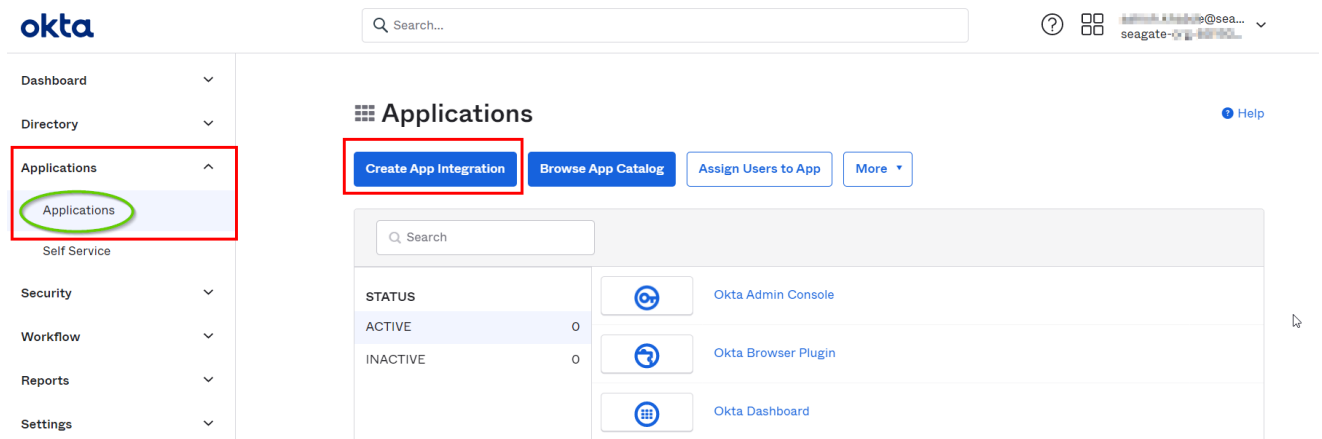 okta
Search...
@sea...
seagate-
Dashboard
Directory
Applications
Applications
Self Service
Security
Workflow
Reports
Settings
Applications
Help
Create App Integration
Browse App Catalog
Assign Users to App
More
Search
STATUS
ACTIVE 0
INACTIVE 0
Okta Admin Console
Okta Browser Plugin
Okta Dashboard